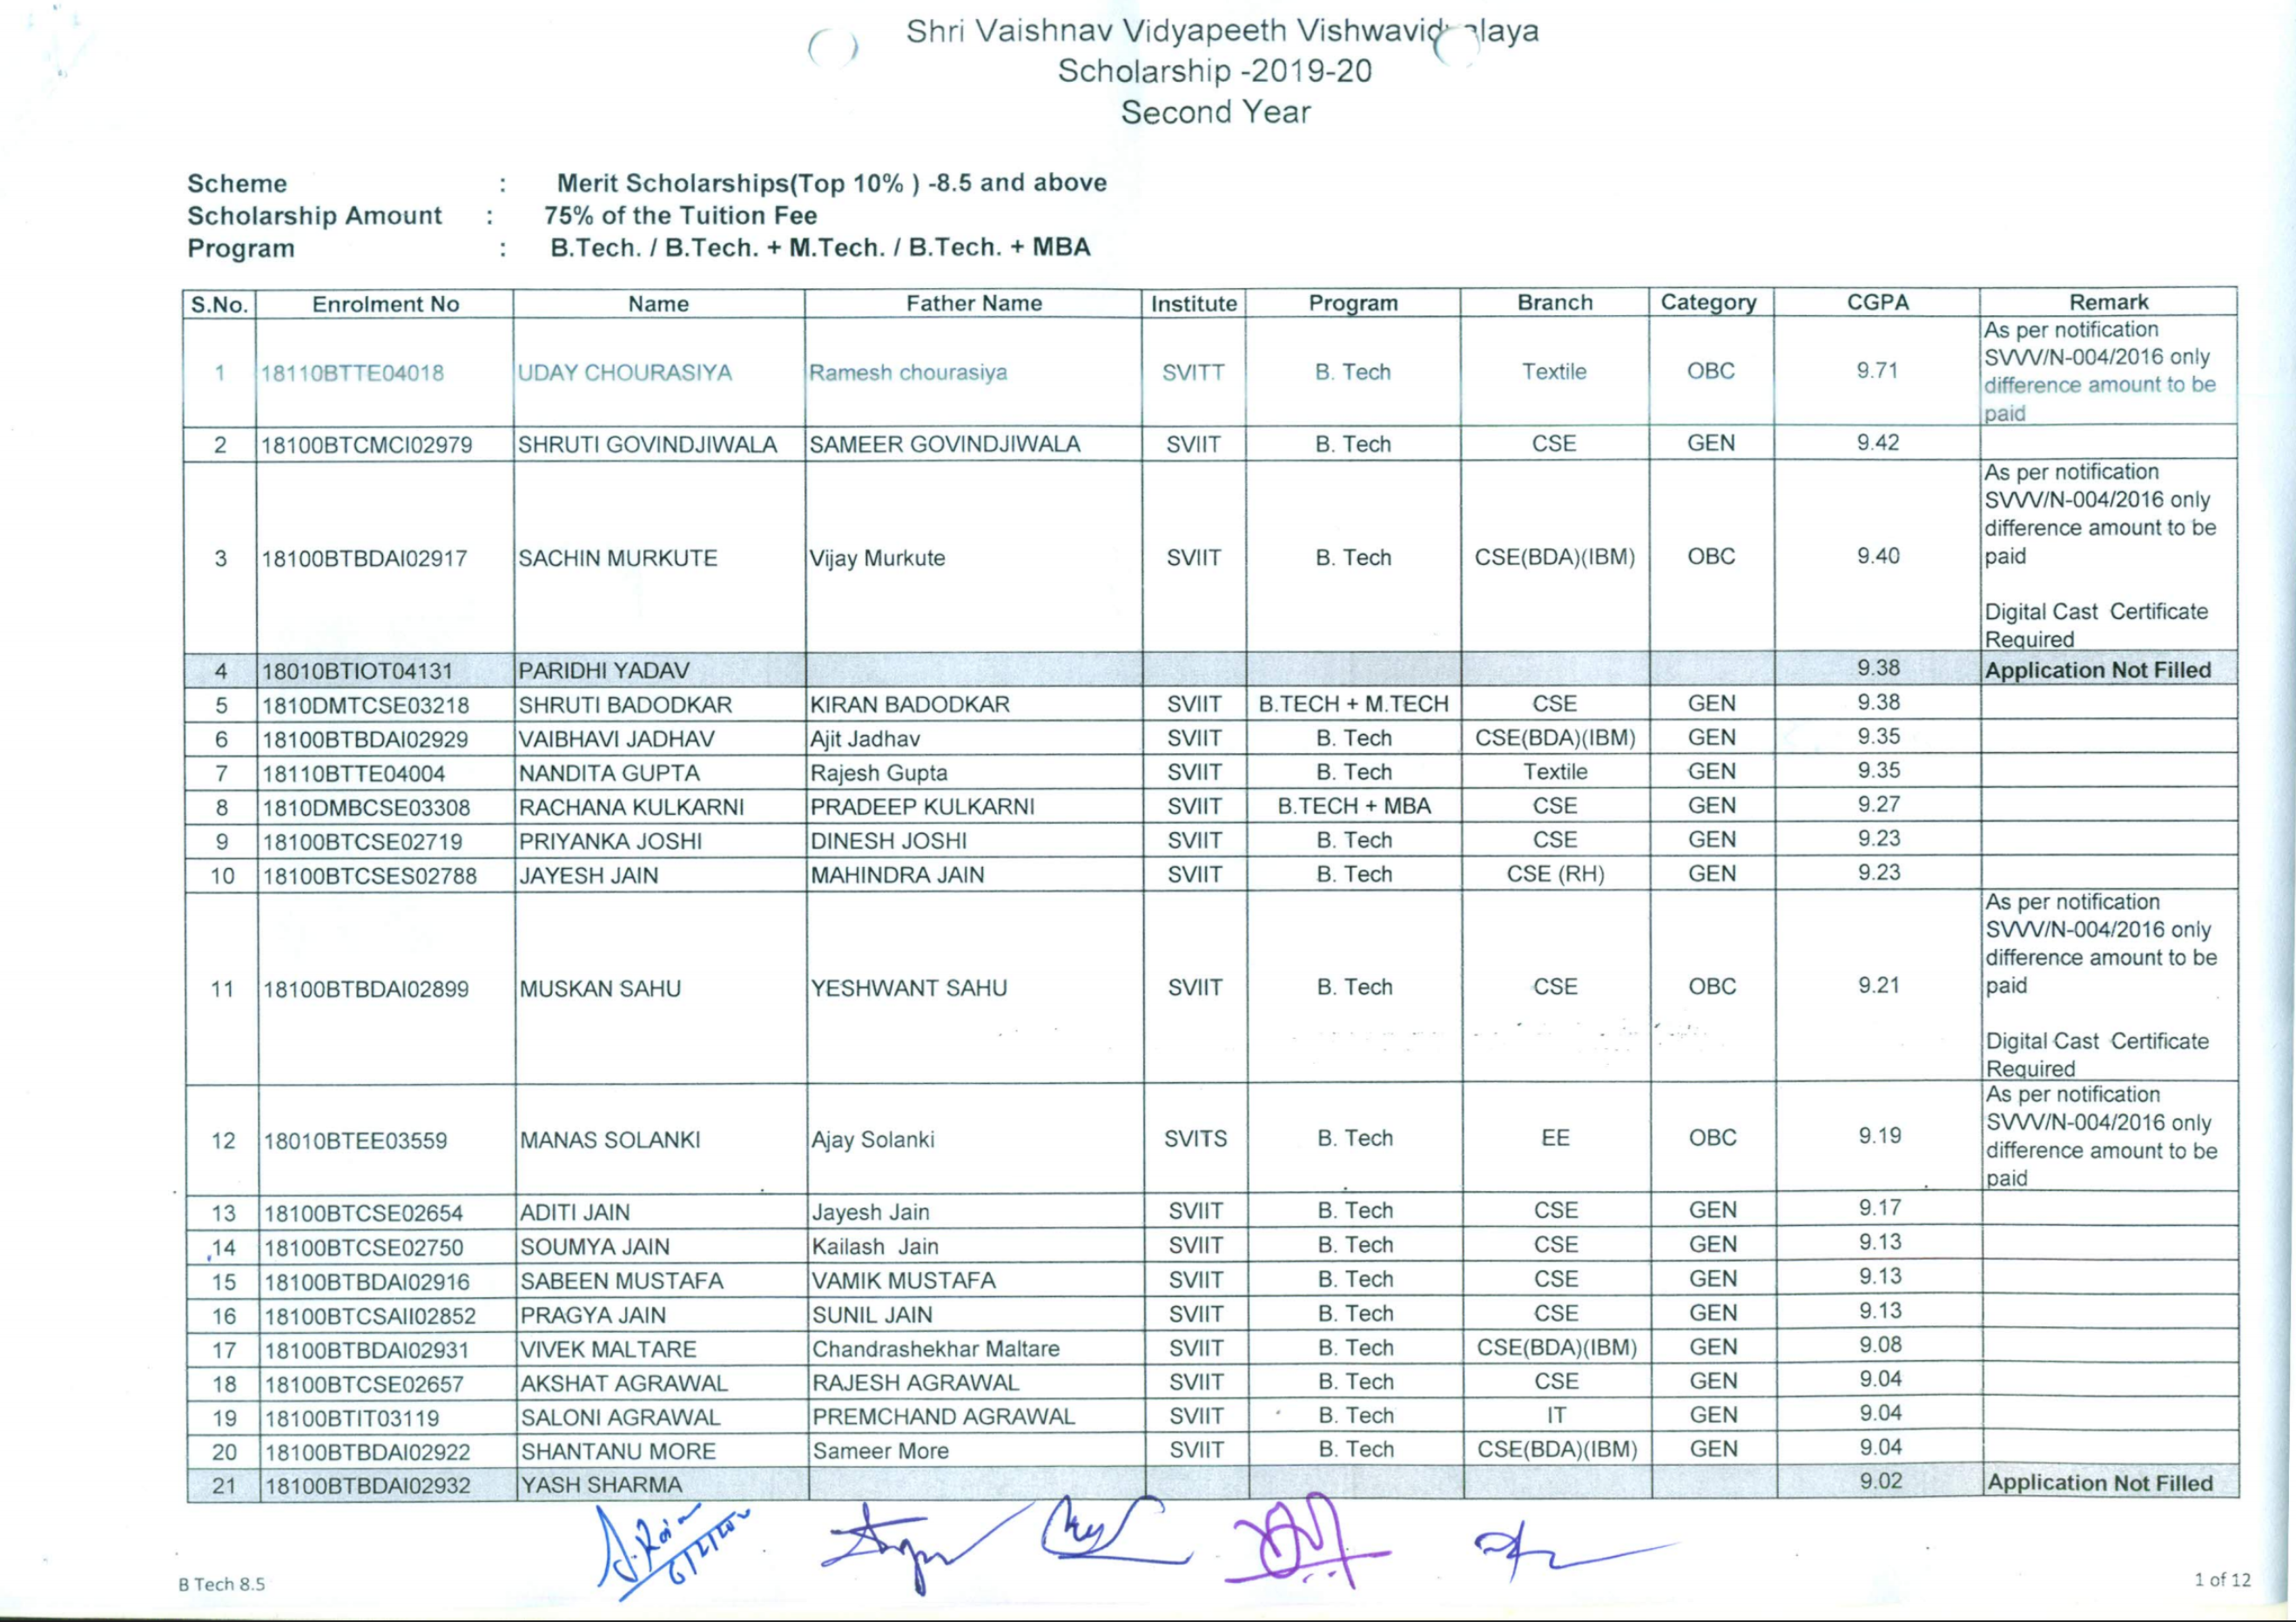 Shri Vaishnav Vidyapeeth Vishwavid alaya
Scholarship -2019-20
Second Year
Scheme : Merit Scholarships(Top 10% ) -8.5 and above
Scholarship Amount : 75% of the Tuition Fee
Program : B.Tech. / B.Tech. + M.Tech. / B.Tech. + MBA
S.No. Enrolment No Name Father Name Institute Program Branch Category CGPA Remark
1 18110BTTE04018 UDAY CHOURASIYA Ramesh chourasiya SVITT B. Tech Textile OBC 9.71 As per notification
SVVV/N-004/2016 only
difference amount to be
paid
2 18100BTCMCI02979 SHRUTI GOVINDJIWALA SAMEER GOVINDJIWALA SVIIT B. Tech CSE GEN 9.42
3 18100BTBDAI02917 SACHIN MURKUTE Vijay Murkute SVIIT B. Tech CSE(BDA)(IBM) OBC 9.40 As per notification
SVVV/N-004/2016 only
difference amount to be
paid
Digital Cast Certificate
Required
4 18010BTIOT04131 PARIDHI YADAV 9.38 Application Not Filled
5 1810DMTCSE03218 SHRUTI BADODKAR KIRAN BADODKAR SVIIT B.TECH + M.TECH CSE GEN 9.38
6 18100BTBDAI02929 VAIBHAVI JADHAV Ajit Jadhav SVIIT B. Tech CSE(BDA)(IBM) GEN 9.35
7 18110BTTE04004 NANDITA GUPTA Rajesh Gupta SVIIT B. Tech Textile GEN 9.35
8 1810DMBCSE03308 RACHANA KULKARNI PRADEEP KULKARNI SVIIT B.TECH + MBA CSE GEN 9.27
9 18100BTCSE02719 PRIYANKA JOSHI DINESH JOSHI SVIIT B. Tech CSE GEN 9.23
10 18100BTCSES02788 JAYESH JAIN MAHINDRA JAIN SVIIT B. Tech CSE (RH) GEN 9.23
11 18100BTBDAI02899 MUSKAN SAHU YESHWANT SAHU SVIIT B. Tech CSE OBC 9.21 As per notification
SVVV/N-004/2016 only
difference amount to be
paid
Digital Cast Certificate
Required
12 18010BTEE03559 MANAS SOLANKI Ajay Solanki SVITS B. Tech EE OBC 9.19 As per notification
SVVV/N-004/2016 only
difference amount to be
paid
13 18100BTCSE02654 ADITI JAIN Jayesh Jain SVIIT B. Tech CSE GEN 9.17
14 18100BTCSE02750 SOUMYA JAIN Kailash Jain SVIIT B. Tech CSE GEN 9.13
15 18100BTBDAI02916 SABEEN MUSTAFA VAMIK MUSTAFA SVIIT B. Tech CSE GEN 9.13
16 18100BTCSAII02852 PRAGYA JAIN SUNIL JAIN SVIIT B. Tech CSE GEN 9.13
17 18100BTBDAI02931 VIVEK MALTARE Chandrashekhar Maltare SVIIT B. Tech CSE(BDA)(IBM) GEN 9.08
18 18100BTCSE02657 AKSHAT AGRAWAL RAJESH AGRAWAL SVIIT B. Tech CSE GEN 9.04
19 18100BTIT03119 SALONI AGRAWAL PREMCHAND AGRAWAL SVIIT B. Tech IT GEN 9.04
20 18100BTBDAI02922 SHANTANU MORE Sameer More SVIIT B. Tech CSE(BDA)(IBM) GEN 9.04
21 18100BTBDAI02932 YASH SHARMA 9.02 Application Not Filled
B Tech 8.5
1 of 12